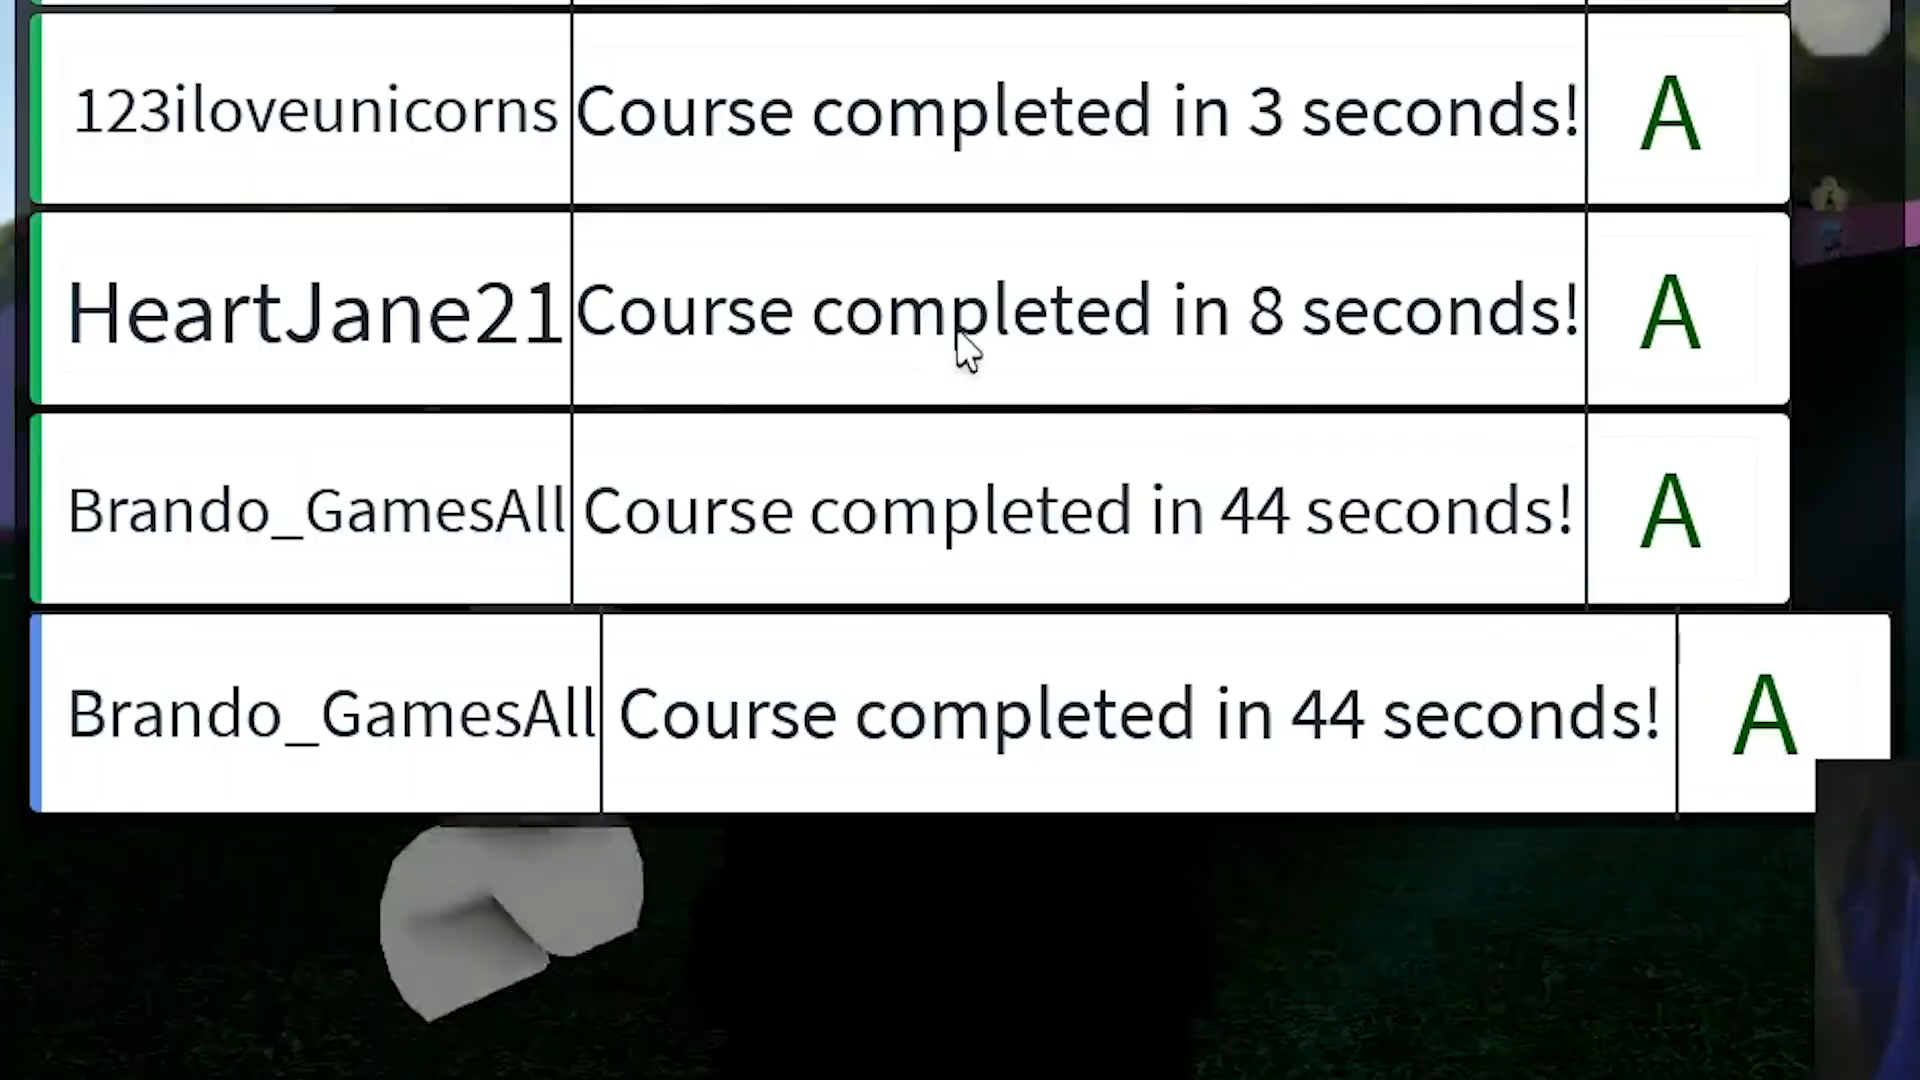 123iloveunicorns Course completed in 3 seconds! A
HeartJane21 Course completed in 8 seconds! A
Brando_GamesAll Course completed in 44 seconds! A
Brando_GamesAll Course completed in 44 seconds! A